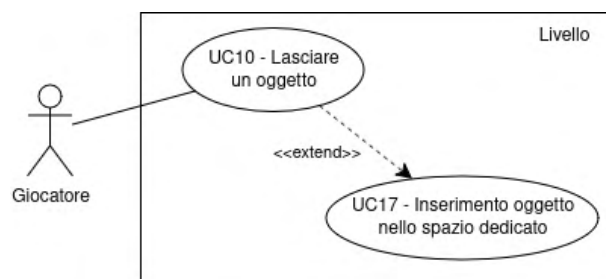 Livello
UC10 - Lasciare
un oggetto
<<extend>>
Giocatore
UC17 - Inserimento oggetto
nello spazio dedicato